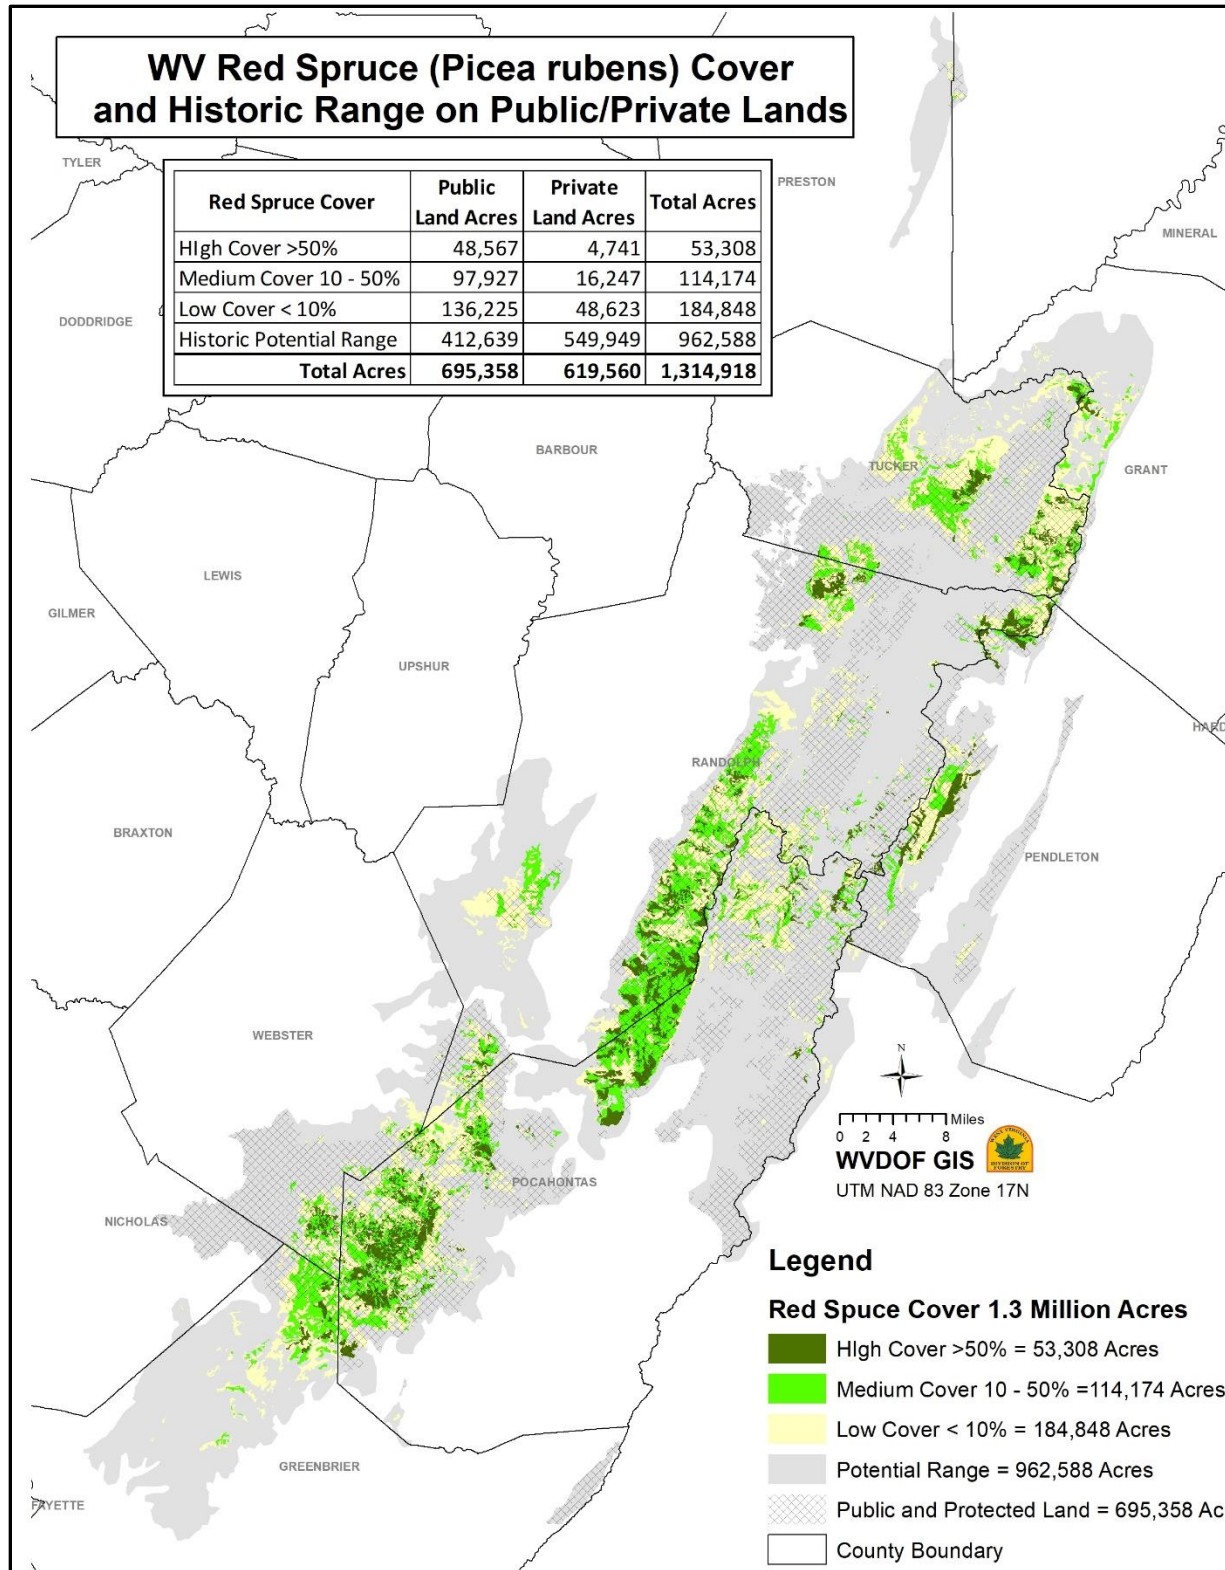 WV Red Spruce (Picea rubens) Cover
and Historic Range on Public/Private Lands
Red Spruce Cover | Public Land Acres | Private Land Acres | Total Acres
HIgh Cover >50% | 48,567 | 4,741 | 53,308
Medium Cover 10 - 50% | 97,927 | 16,247 | 114,174
Low Cover < 10% | 136,225 | 48,623 | 184,848
Historic Potential Range | 412,639 | 549,949 | 962,588
Total Acres | 695,358 | 619,560 | 1,314,918
TYLER
PRESTON
MINERAL
DODDRIDGE
BARBOUR
TUCKER
GRANT
LEWIS
GILMER
UPSHUR
HARD
RANDOLPH
BRAXTON
PENDLETON
WEBSTER
POCAHONTAS
NICHOLAS
GREENBRIER
FAYETTE
N
Miles
0 2 4 8
WVDOF GIS
WEST VIRGINIA
DIVISION OF
FORESTRY
UTM NAD 83 Zone 17N
Legend
Red Spuce Cover 1.3 Million Acres
HIgh Cover >50% = 53,308 Acres
Medium Cover 10 - 50% =114,174 Acres
Low Cover < 10% = 184,848 Acres
Potential Range = 962,588 Acres
Public and Protected Land = 695,358 Ac
County Boundary